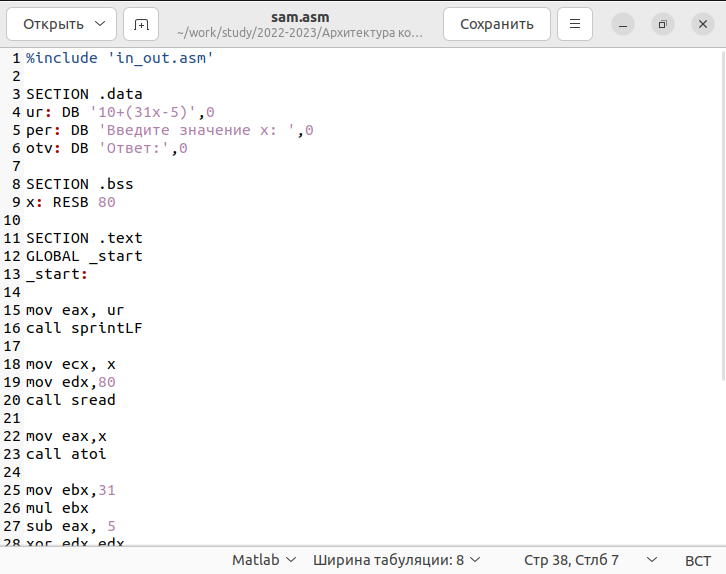 Открыть
sam.asm
~/work/study/2022-2023/Архитектура ко...
Сохранить
1 %include 'in_out.asm'
2
3 SECTION .data
4 ur: DB '10+(31x-5)',0
5 per: DB 'Введите значение x: ',0
6 otv: DB 'Ответ:',0
7
8 SECTION .bss
9 x: RESB 80
10
11 SECTION .text
12 GLOBAL _start
13 _start:
14
15 mov eax, ur
16 call sprintLF
17
18 mov ecx, x
19 mov edx,80
20 call sread
21
22 mov eax,x
23 call atoi
24
25 mov ebx,31
26 mul ebx
27 sub eax, 5
28 xor edx,edx
Matlab
Ширина табуляции: 8
Стр 38, Стлб 7
ВСТ